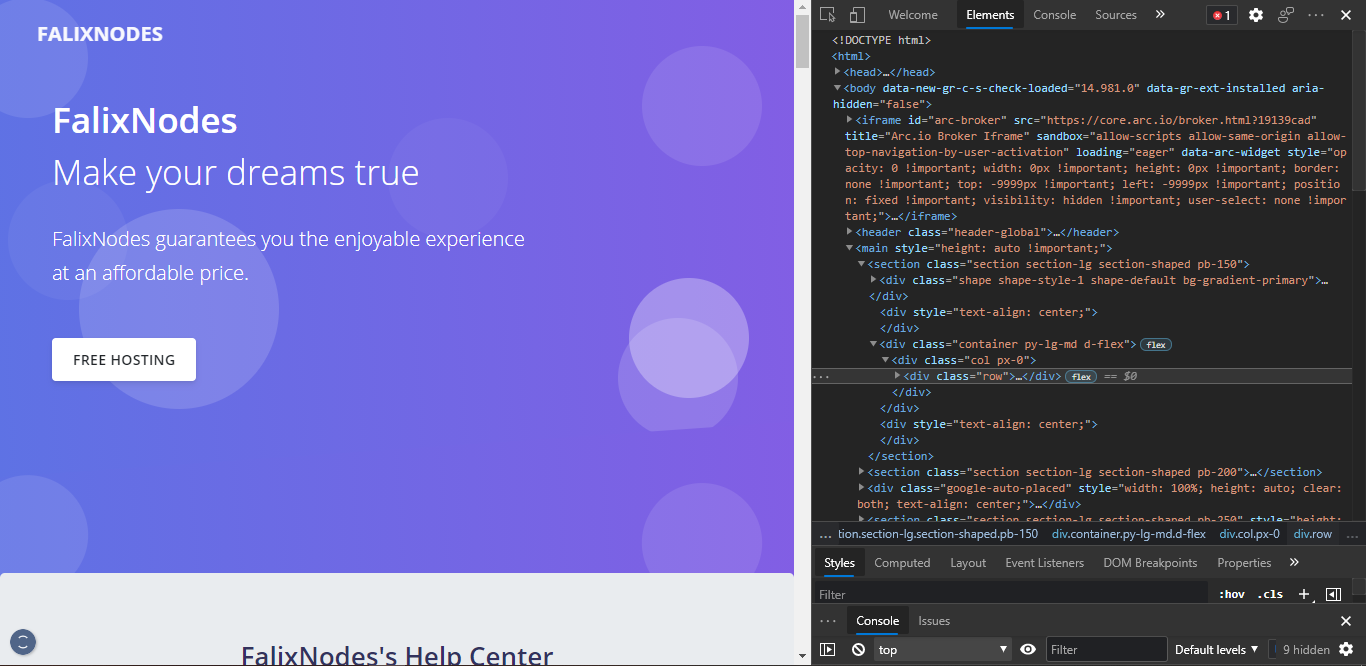 FALIXNODES
FalixNodes
Make your dreams true
FalixNodes guarantees you the enjoyable experience
at an affordable price.
FREE HOSTING
FalixNodes's Help Center
Welcome
Elements
Console
Sources
»
1
<!DOCTYPE html>
<html>
<head>…</head>
<body data-new-gr-c-s-check-loaded="14.981.0" data-gr-ext-installed aria-
hidden="false">
<iframe id="arc-broker" src="https://core.arc.io/broker.html?19139cad"
title="Arc.io Broker Iframe" sandbox="allow-scripts allow-same-origin allow-
top-navigation-by-user-activation" loading="eager" data-arc-widget style="op
acity: 0 !important; width: 0px !important; height: 0px !important; border:
none !important; top: -9999px !important; left: -9999px !important; positio
n: fixed !important; visibility: hidden !important; user-select: none !impor
tant;">…</iframe>
<header class="header-global">…</header>
<main style="height: auto !important;">
<section class="section section-lg section-shaped pb-150">
<div class="shape shape-style-1 shape-default bg-gradient-primary">…
</div>
<div style="text-align: center;">
</div>
<div class="container py-lg-md d-flex"> flex
<div class="col px-0">
... <div class="row">…</div> flex == $0
</div>
</div>
<div style="text-align: center;">
</div>
</section>
<section class="section section-lg section-shaped pb-200">…</section>
<div class="google-auto-placed" style="width: 100%; height: auto; clear:
both; text-align: center;">…</div>
<section class="section section-lg section-shaped pb-250" style="height:
... tion.section-lg.section-shaped.pb-150 div.container.py-lg-md.d-flex div.col.px-0 div.row ...
Styles
Computed
Layout
Event Listeners
DOM Breakpoints
Properties
»
Filter
:hov
.cls
+
Console
Issues
top
Filter
Default levels
9 hidden